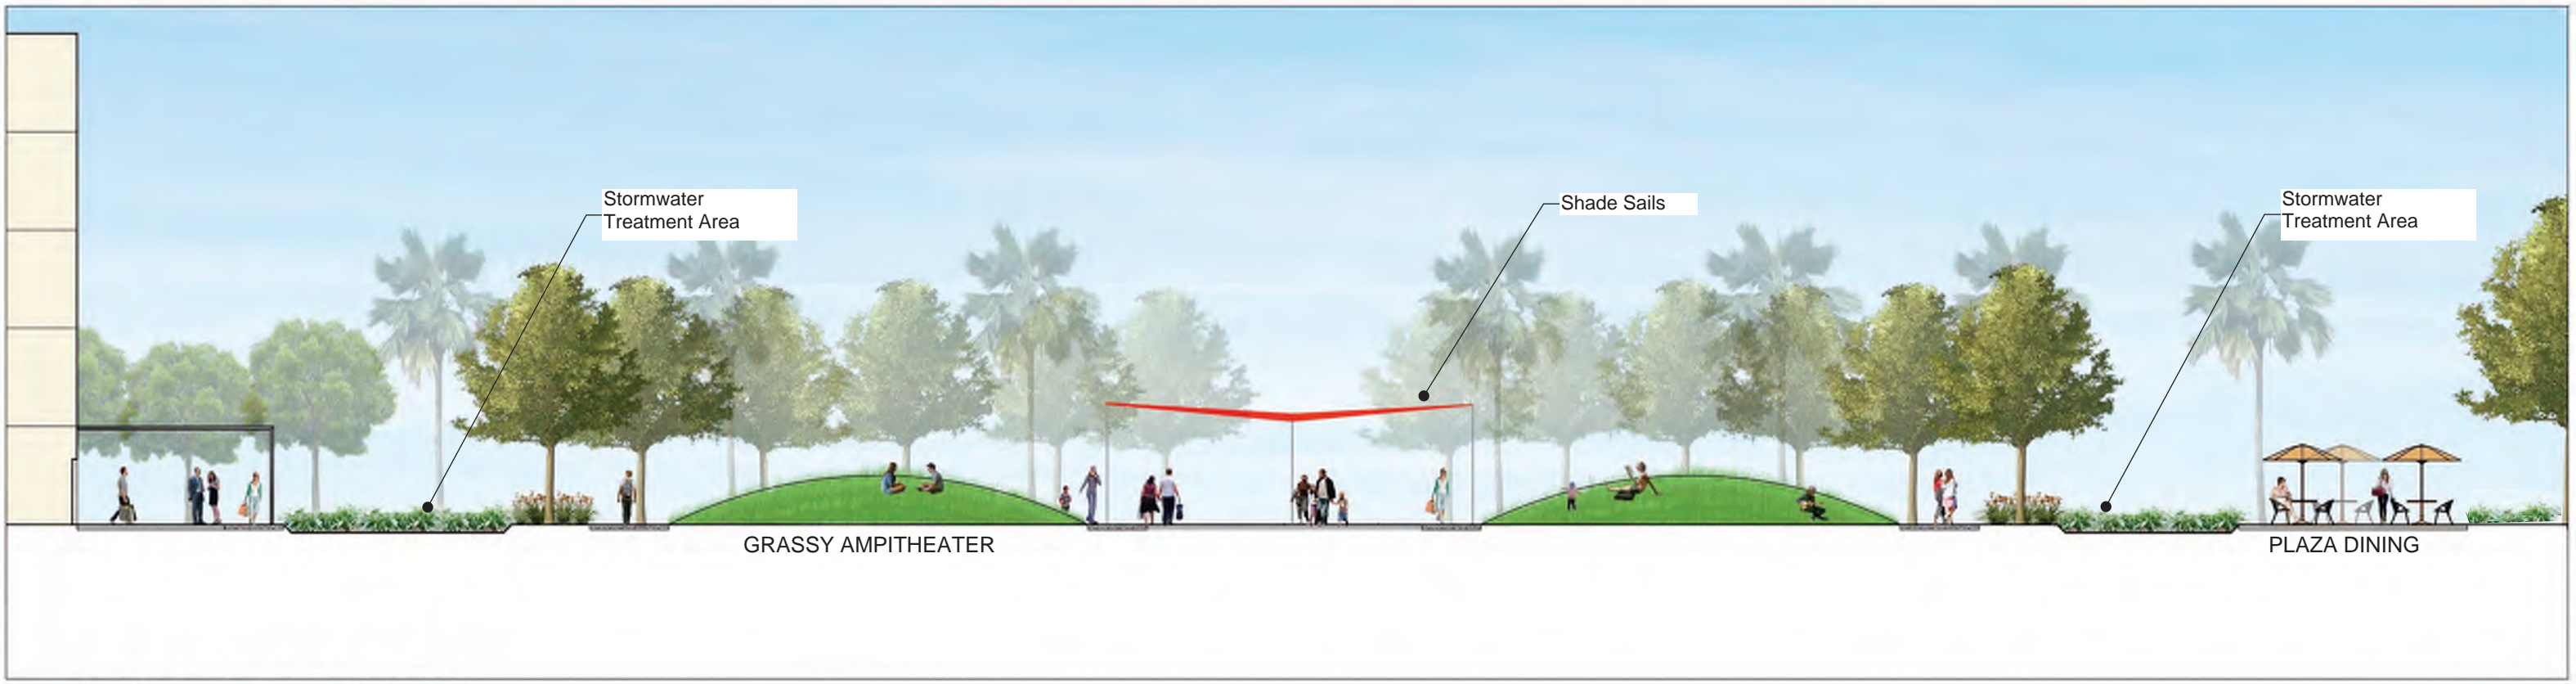 Stormwater
Treatment Area
Shade Sails
Stormwater
Treatment Area
GRASSY AMPITHEATER
PLAZA DINING